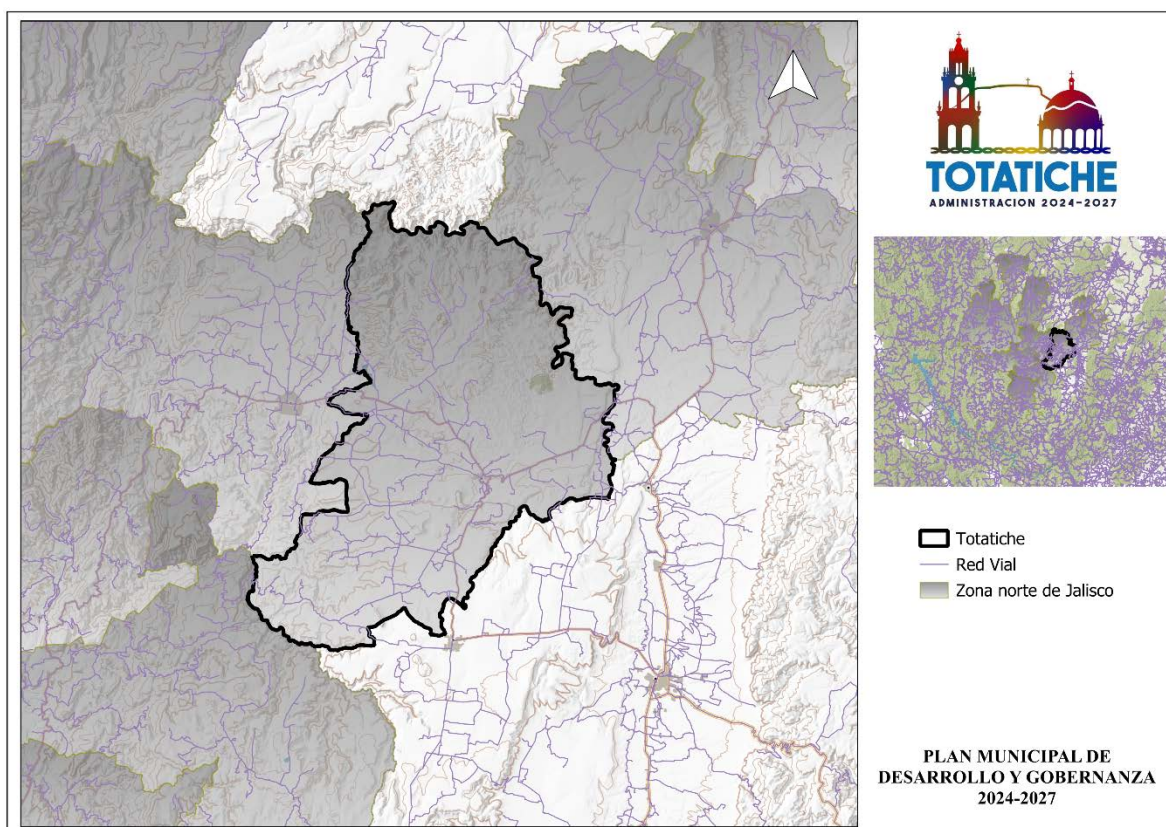 TOTATICHE
ADMINISTRACION 2024-2027
Totatiche
Red Vial
Zona norte de Jalisco
PLAN MUNICIPAL DE
DESARROLLO Y GOBERNANZA
2024-2027